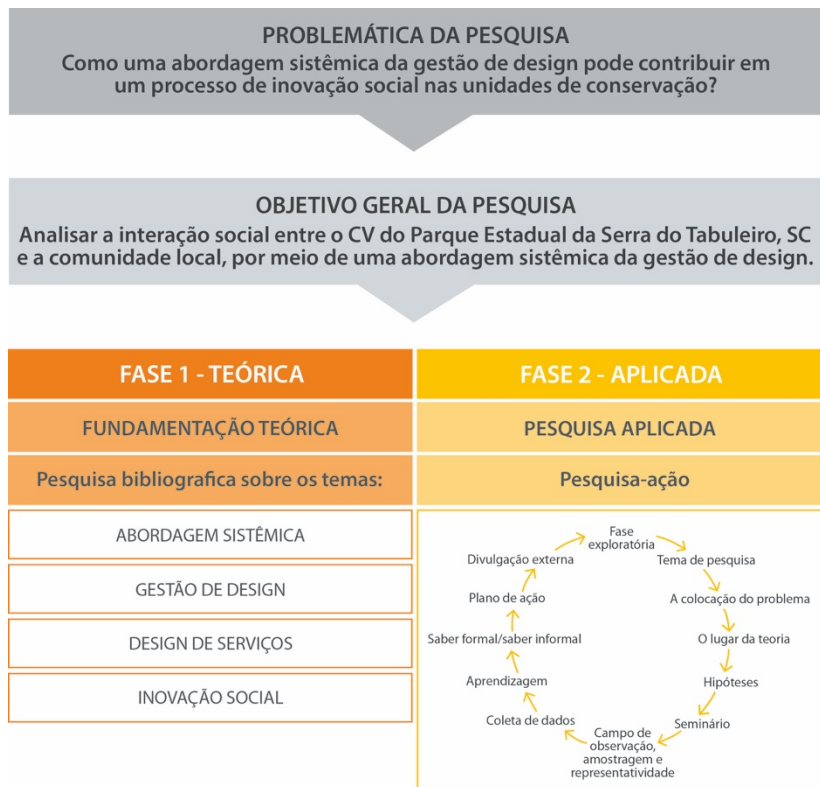 PROBLEMÁTICA DA PESQUISA
Como uma abordagem sistêmica da gestão de design pode contribuir em
um processo de inovação social nas unidades de conservação?
OBJETIVO GERAL DA PESQUISA
Analisar a interação social entre o CV do Parque Estadual da Serra do Tabuleiro, SC
e a comunidade local, por meio de uma abordagem sistêmica da gestão de design.
FASE 1 - TEÓRICA
FUNDAMENTAÇÃO TEÓRICA
Pesquisa bibliografica sobre os temas:
ABORDAGEM SISTÊMICA
GESTÃO DE DESIGN
DESIGN DE SERVIÇOS
INOVAÇÃO SOCIAL
FASE 2 - APLICADA
PESQUISA APLICADA
Pesquisa-ação
Fase
exploratória
Tema de pesquisa
A colocação do problema
O lugar da teoria
Hipóteses
Seminário
Campo de
observação,
amostragem e
representatividade
Coleta de dados
Aprendizagem
Saber formal/saber informal
Plano de ação
Divulgação externa